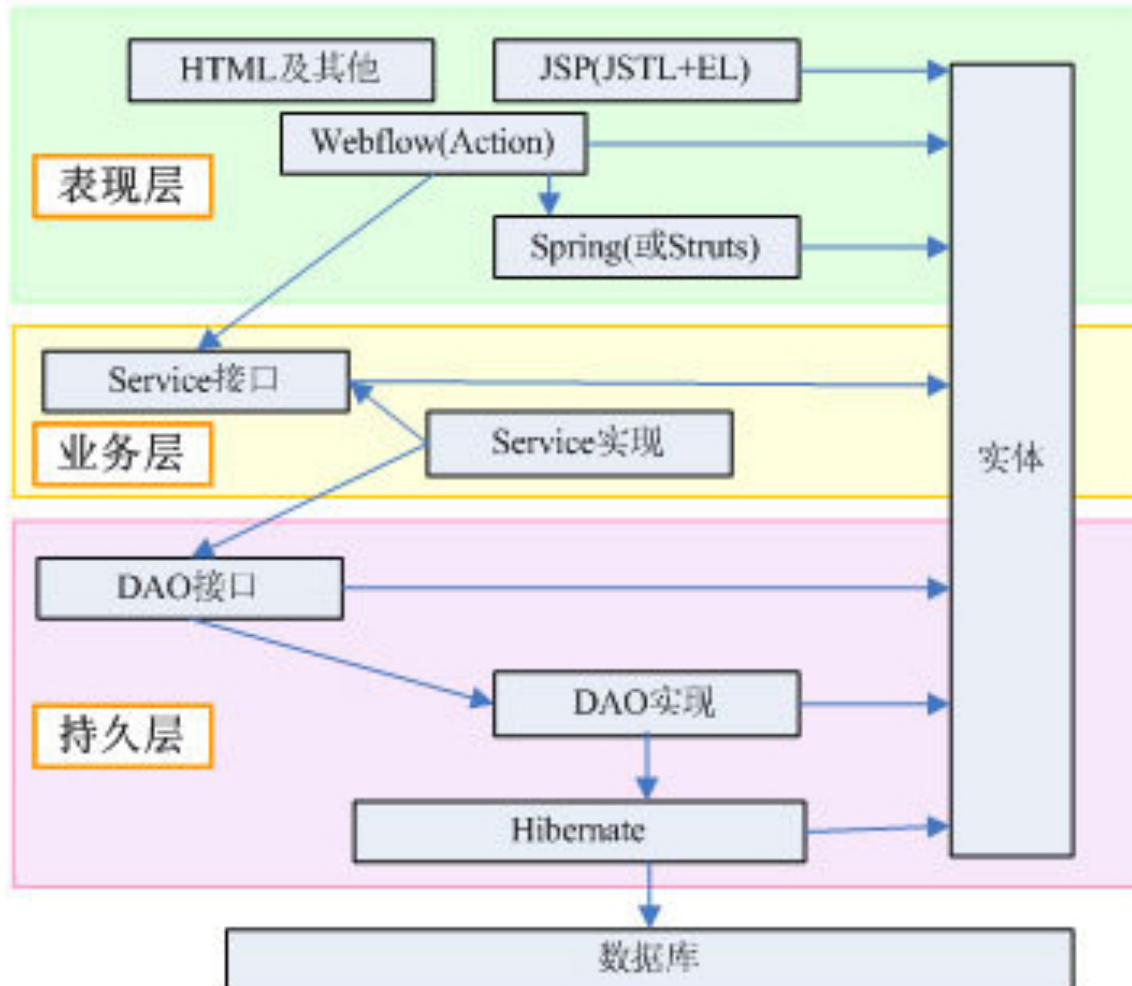 HTML及其他
JSP(JSTL+EL)
Webflow(Action)
表现层
Spring(或Struts)
Service接口
Service实现
业务层
实体
DAO接口
DAO实现
持久层
Hibernate
数据库